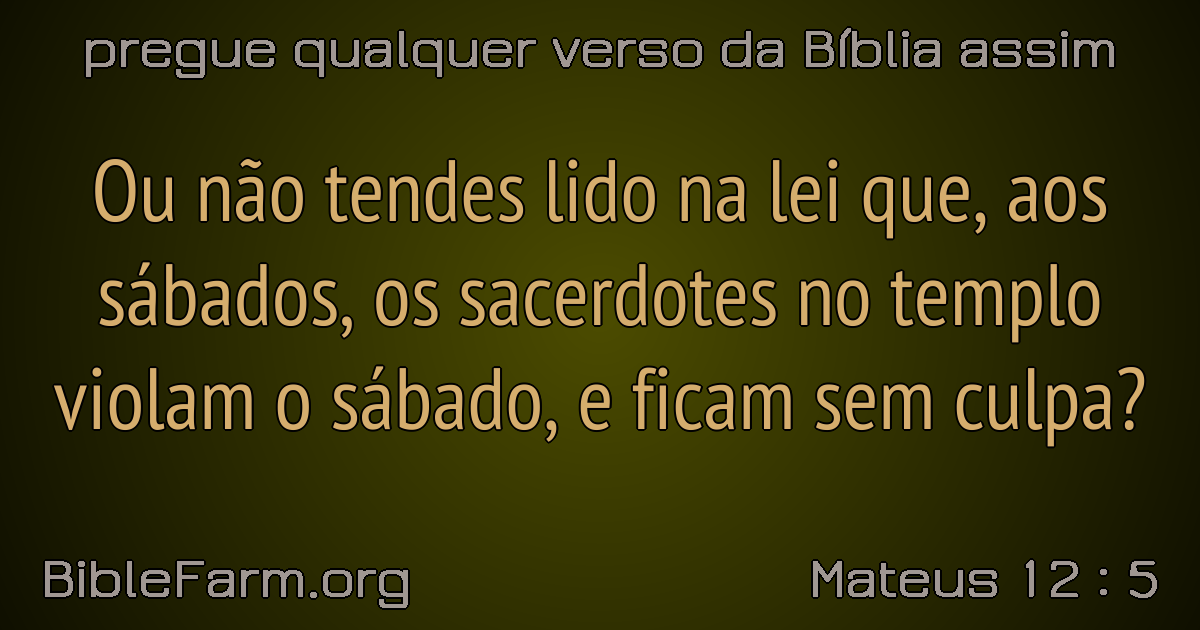 pregue qualquer verso da Bíblia assim
Ou não tendes lido na lei que, aos
sábados, os sacerdotes no templo
violam o sábado, e ficam sem culpa?
BibleFarm.org
Mateus 12 : 5